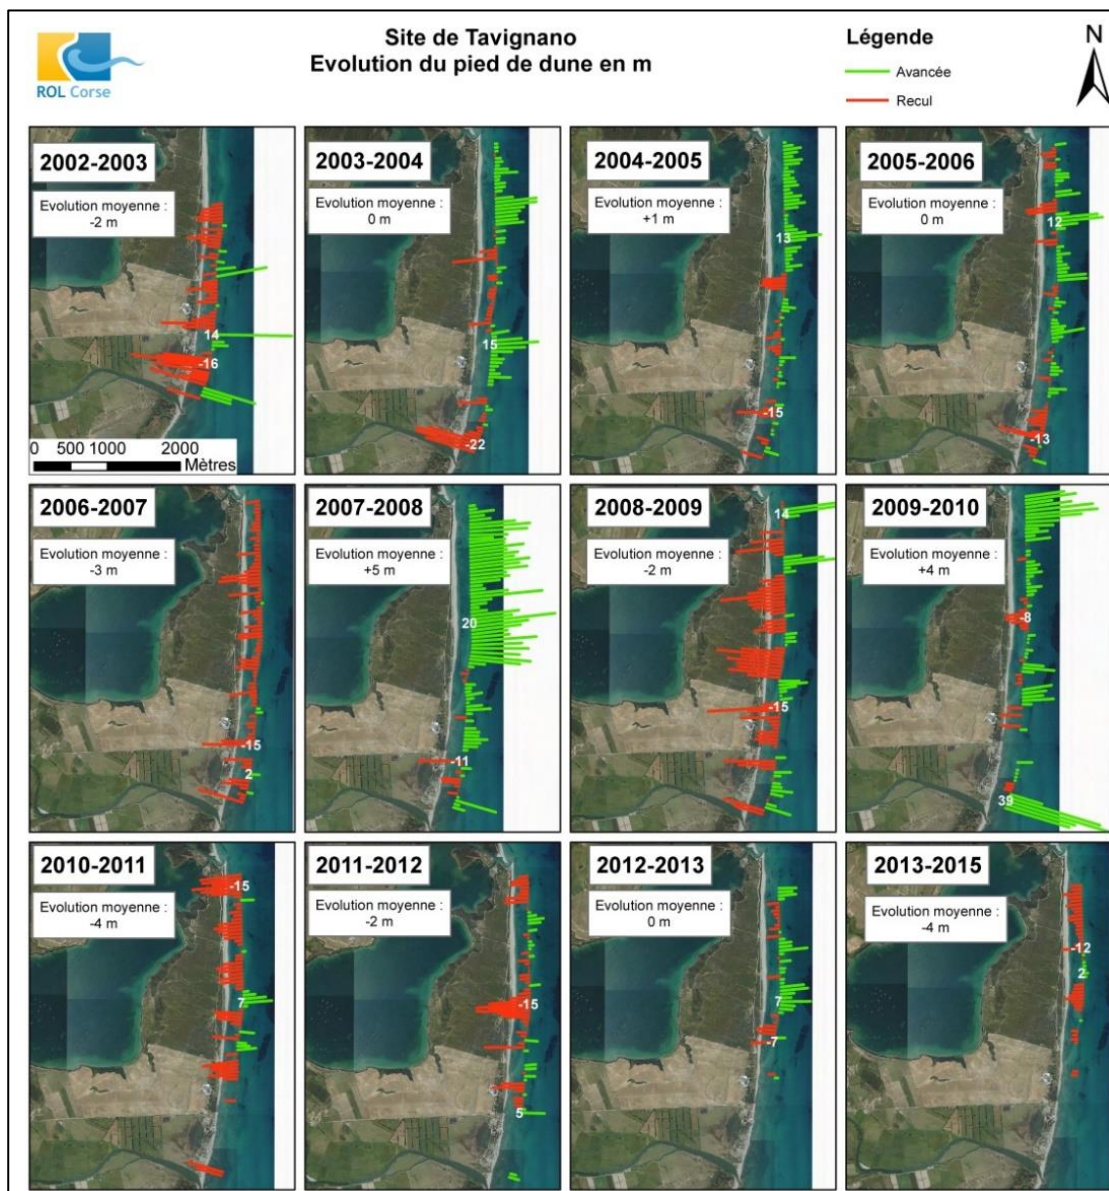 Site de Tavignano
Evolution du pied de dune en m
ROL Corse
Légende
Avancée
Recul
N
2002-2003
Evolution moyenne :
-2 m
14
-16
0 500 1000 2000
Mètres
2003-2004
Evolution moyenne :
0 m
15
-22
2004-2005
Evolution moyenne :
+1 m
13
-15
2005-2006
Evolution moyenne :
0 m
12
-13
2006-2007
Evolution moyenne :
-3 m
-15
2
2007-2008
Evolution moyenne :
+5 m
20
-11
2008-2009
Evolution moyenne :
-2 m
14
-15
2009-2010
Evolution moyenne :
+4 m
-8
39
2010-2011
Evolution moyenne :
-4 m
-15
7
2011-2012
Evolution moyenne :
-2 m
-15
5
2012-2013
Evolution moyenne :
0 m
7
-7
2013-2015
Evolution moyenne :
-4 m
-12
2